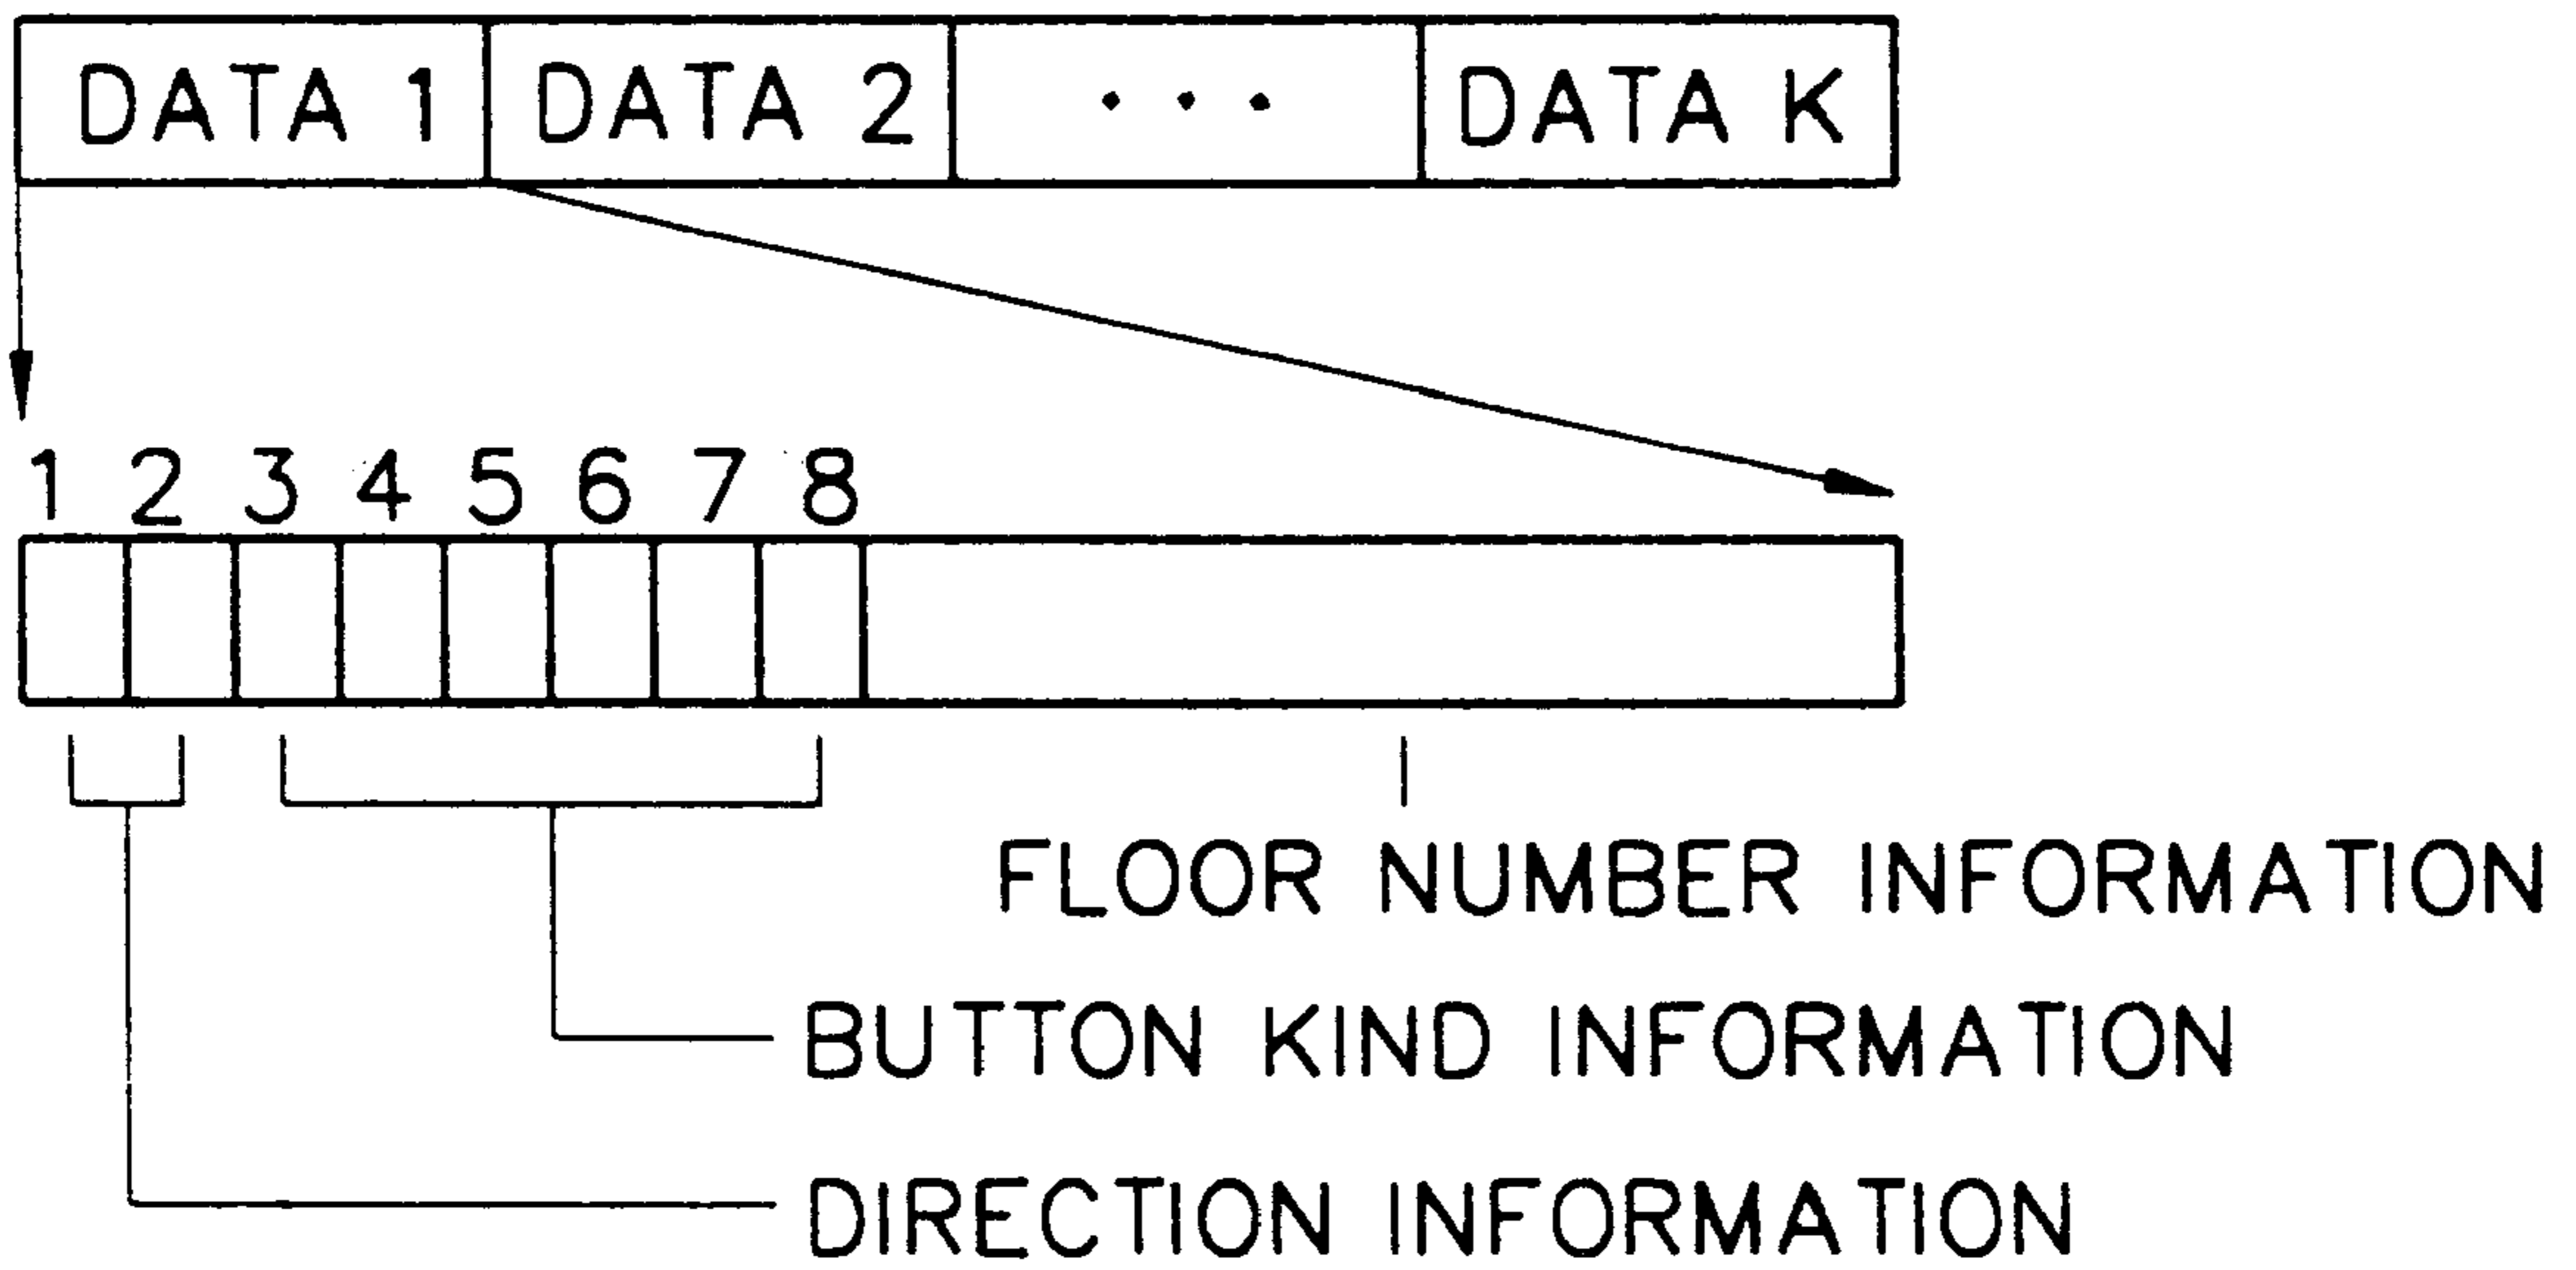 DATA 1 DATA 2 ... DATA K
1 2 3 4 5 6 7 8
FLOOR NUMBER INFORMATION
BUTTON KIND INFORMATION
DIRECTION INFORMATION